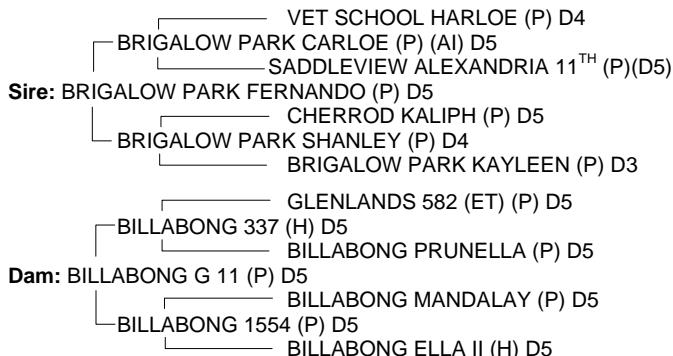 VET SCHOOL HARLOE (P) D4
BRIGALOW PARK CARLOE (P) (AI) D5
SADDLEVIEW ALEXANDRIA 11TH (P)(D5)
Sire: BRIGALOW PARK FERNANDO (P) D5
CHERROD KALIPH (P) D5
BRIGALOW PARK SHANLEY (P) D4
BRIGALOW PARK KAYLEEN (P) D3
GLENLANDS 582 (ET) (P) D5
BILLABONG 337 (H) D5
BILLABONG PRUNELLA (P) D5
Dam: BILLABONG G 11 (P) D5
BILLABONG MANDALAY (P) D5
BILLABONG 1554 (P) D5
BILLABONG ELLA II (H) D5